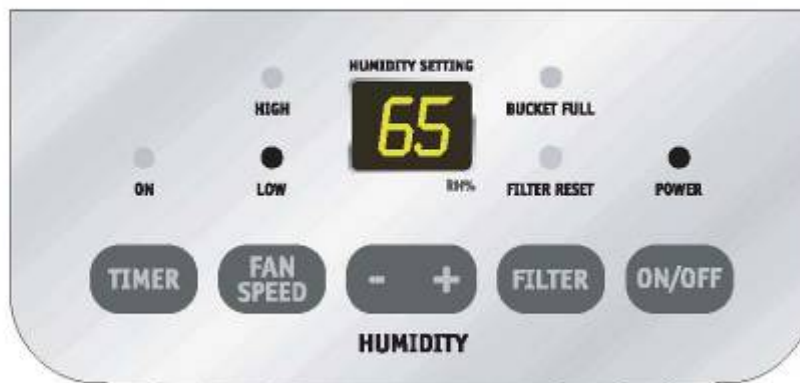 HUMIDITY SETTING
HIGH
65
BUCKET FULL
ON
LOW
RH%
FILTER RESET
POWER
TIMER
FAN
SPEED
- +
FILTER
ON/OFF
HUMIDITY